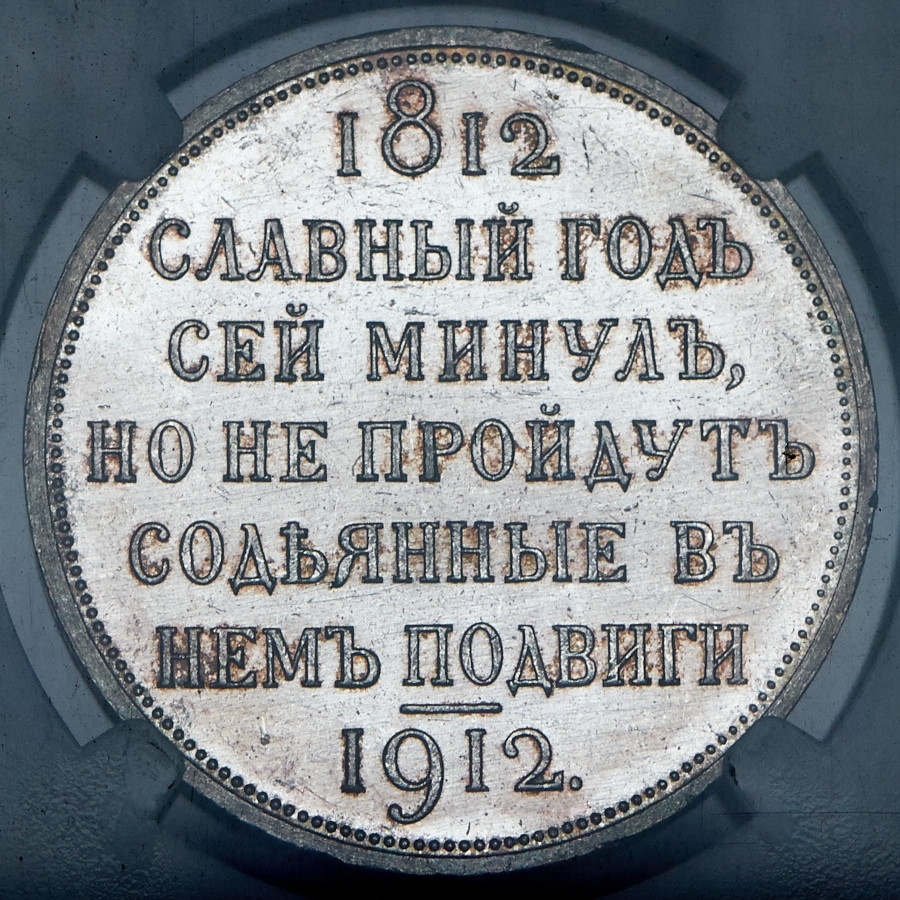 1812
СЛАВНЫЙ ГОДЪ
СЕЙ МИНУЛЪ,
НО НЕ ПРОЙДУТЪ
СОДѢЯННЫЕ ВЪ
НЕМЪ ПОДВИГИ
1912.